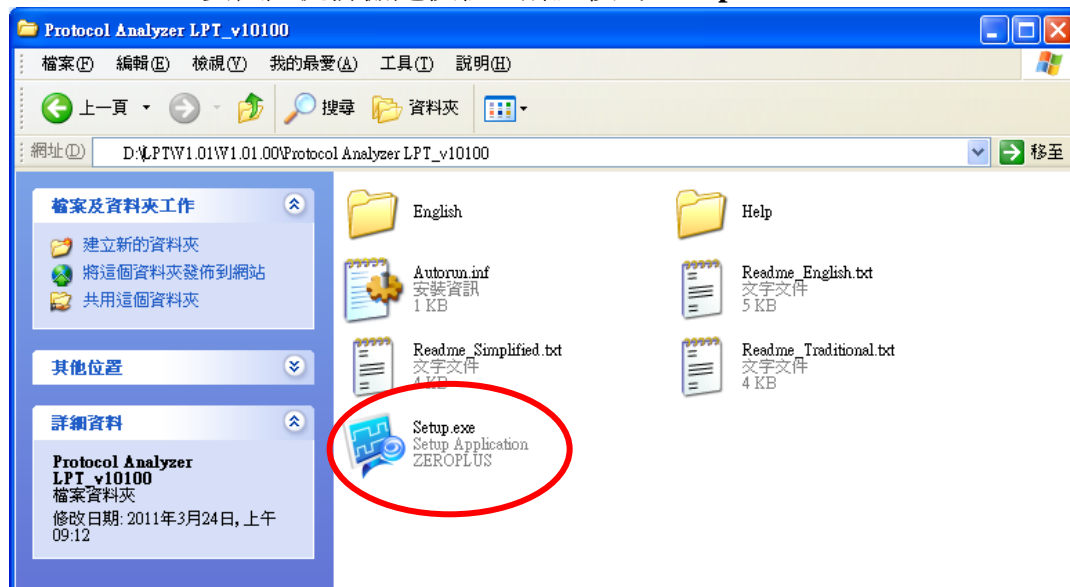 Protocol Analyzer LPT_v10100
檔案(F) 編輯(E) 檢視(V) 我的最愛(A) 工具(T) 說明(H)
上一頁 搜尋 資料夾
網址(D) D:\LPT\V1.01\V1.01.00\Protocol Analyzer LPT_v10100 移至
檔案及資料夾工作
建立新的資料夾
將這個資料夾發佈到網站
共用這個資料夾
其他位置
詳細資料
Protocol Analyzer
LPT_v10100
檔案資料夾
修改日期: 2011年3月24日, 上午
09:12
English
Help
Autorun.inf
安裝資訊
1 KB
Readme_English.txt
文字文件
5 KB
Readme_Simplified.txt
文字文件
4 KB
Readme_Traditional.txt
文字文件
4 KB
Setup.exe
Setup Application
ZEROPLUS